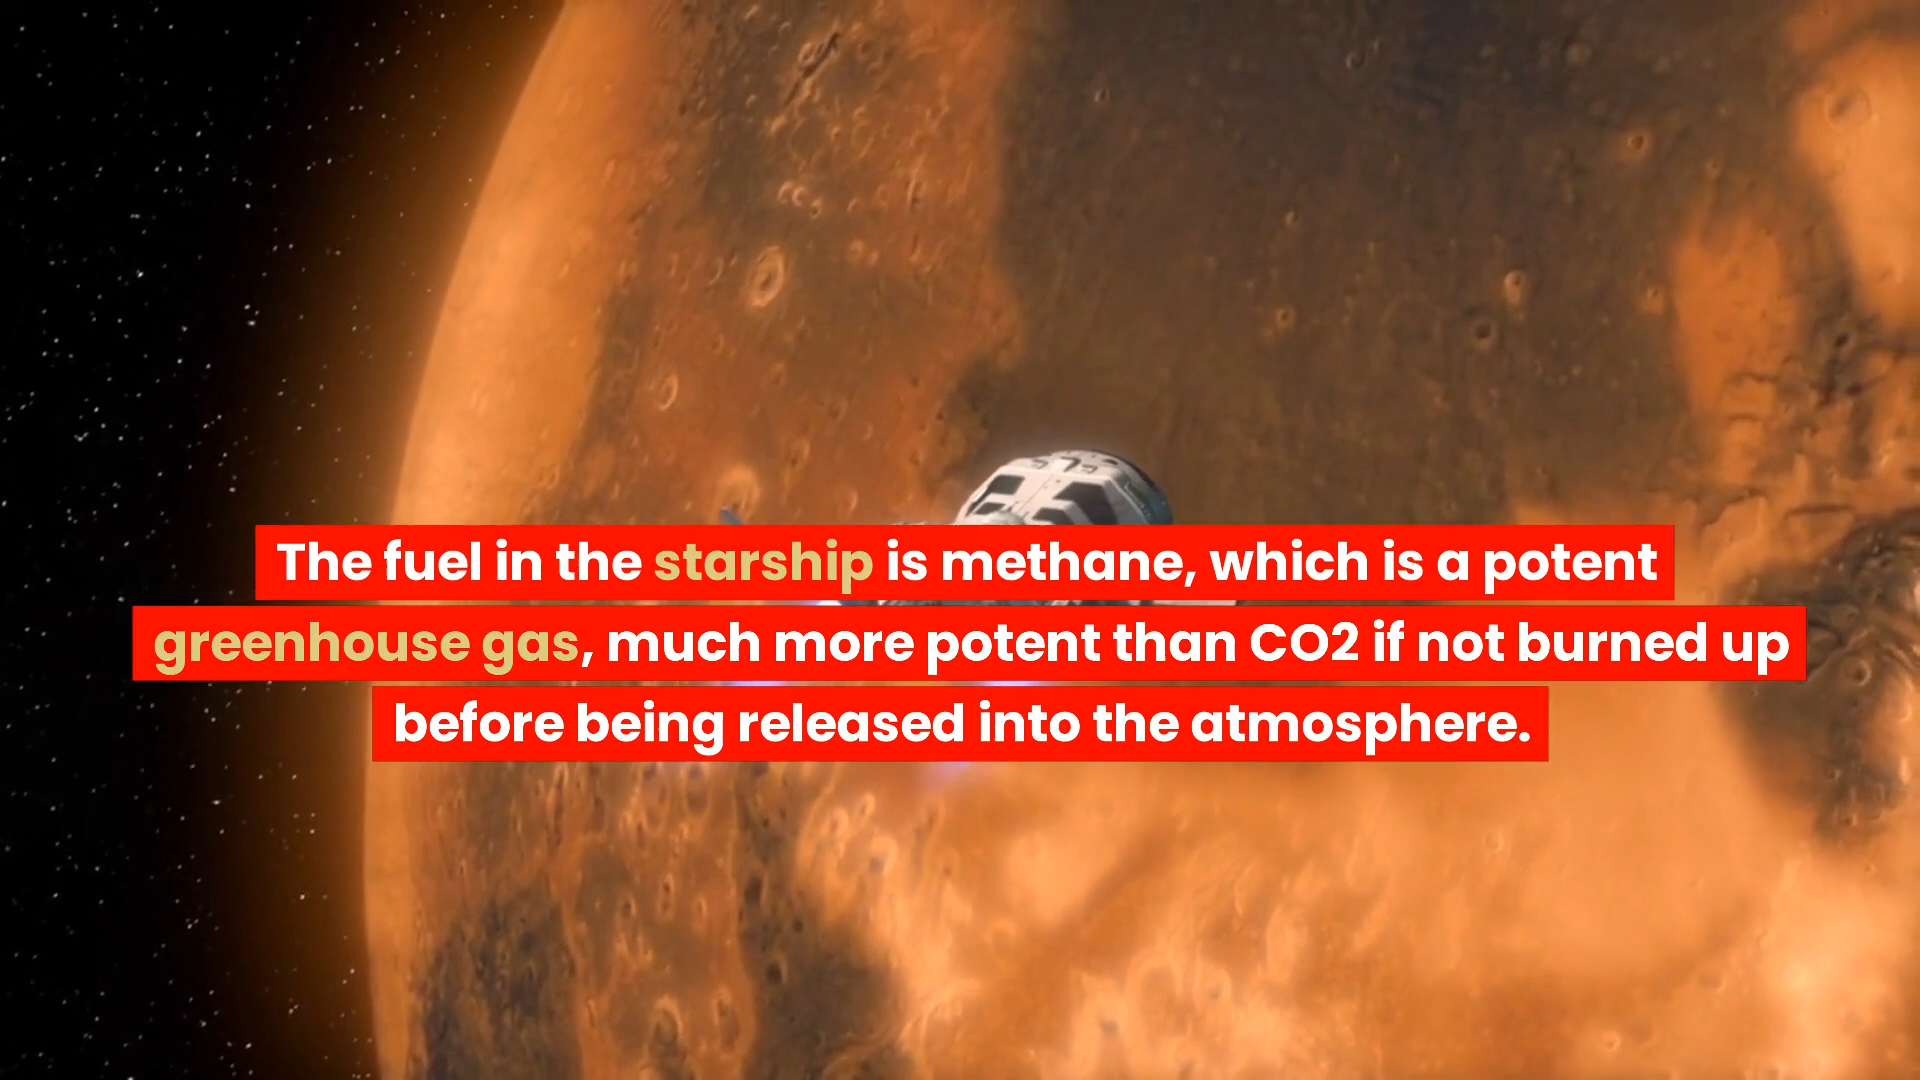 The fuel in the starship is methane, which is a potent
greenhouse gas, much more potent than CO2 if not burned up
before being released into the atmosphere.